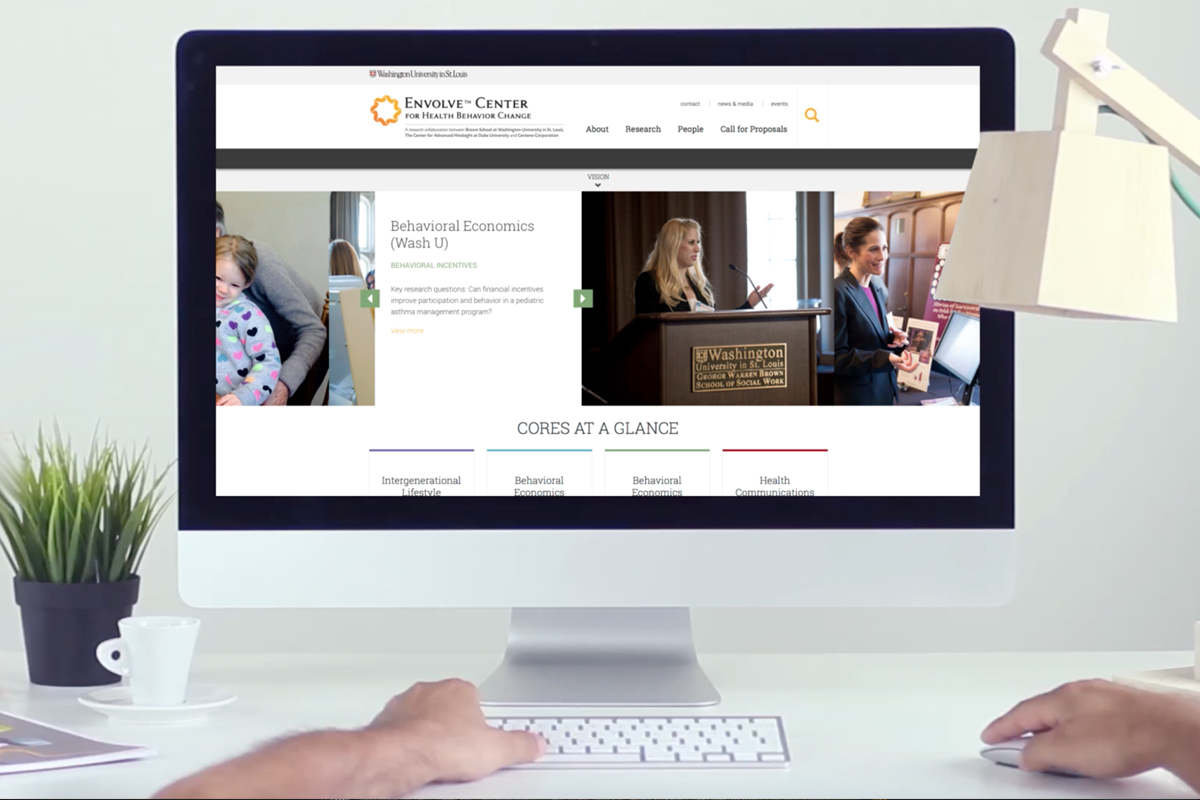 Washington University in St. Louis
ENVOLVE™ CENTER
FOR HEALTH BEHAVIOR CHANGE
A research collaboration between Brown School at Washington University in St. Louis,
The Center for Advanced Hindsight at Duke University and Centene Corporation
contact news & media events
About Research People Call for Proposals
VISION
Behavioral Economics
(Wash U)
BEHAVIORAL INCENTIVES
Key research questions: Can financial incentives
improve participation and behavior in a pediatric
asthma management program?
view more
Washington
University in St. Louis
GEORGE WARREN BROWN
SCHOOL OF SOCIAL WORK
CORES AT A GLANCE
Intergenerational
Lifestyle
Behavioral
Economics
Behavioral
Economics
Health
Communications